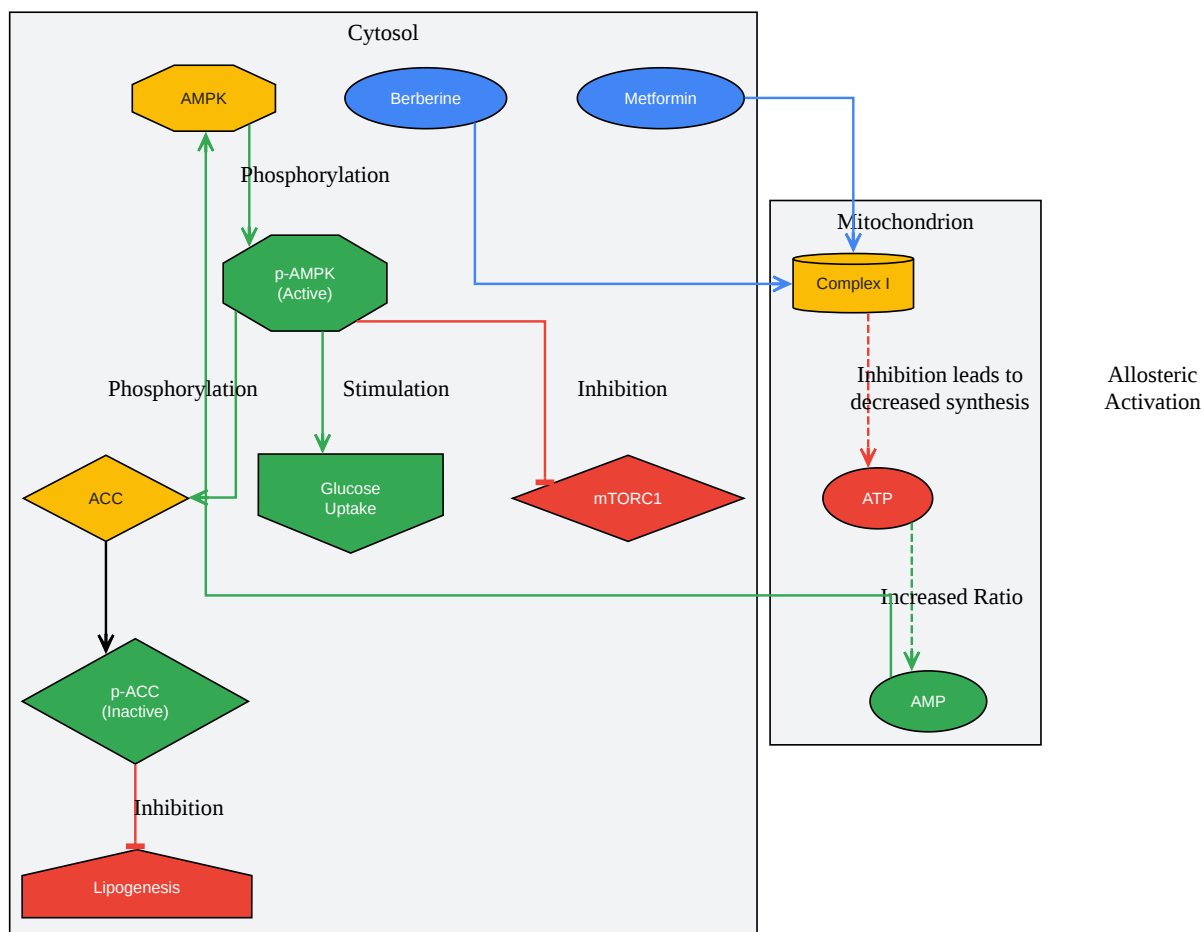 Cytosol
AMPK
Berberine
Metformin
Phosphorylation
Mitochondrion
p-AMPK
(Active)
Complex I
Phosphorylation
Stimulation
Inhibition
Inhibition leads to
decreased synthesis
Allosteric
Activation
ACC
Glucose
Uptake
mTORC1
ATP
Increased Ratio
p-ACC
(Inactive)
AMP
Inhibition
Lipogenesis